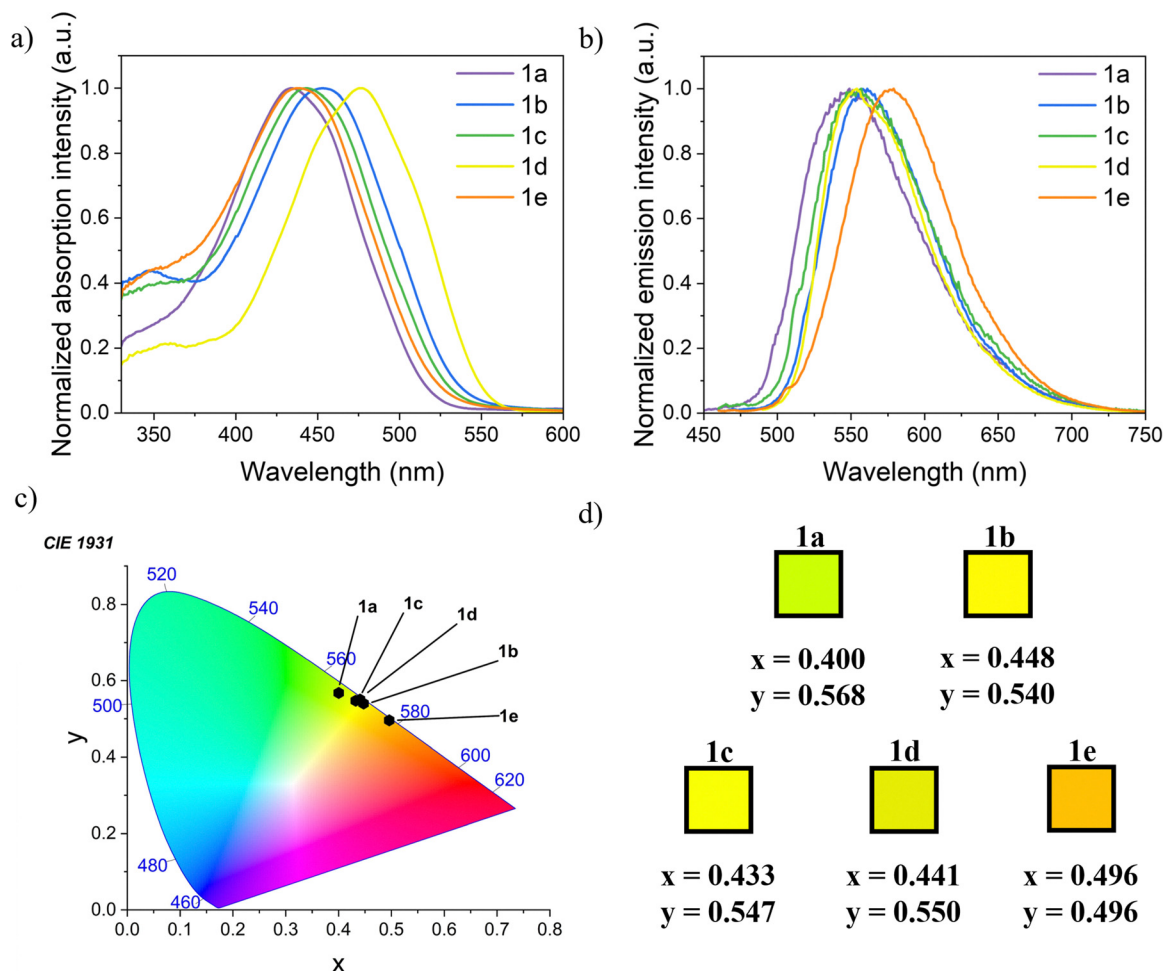 a)
Normalized absorption intensity (a.u.)
1.0
0.8
0.6
0.4
0.2
0.0
350 400 450 500 550 600
Wavelength (nm)
1a
1b
1c
1d
1e
b)
Normalized emission intensity (a.u.)
1.0
0.8
0.6
0.4
0.2
0.0
450 500 550 600 650 700 750
Wavelength (nm)
1a
1b
1c
1d
1e
c)
CIE 1931
y
0.8
0.6
0.4
0.2
0.0
0.0 0.1 0.2 0.3 0.4 0.5 0.6 0.7 0.8
x
520
540
560
580
600
620
500
480
460
1a
1c
1d
1b
1e
d)
1a 1b
x = 0.400 x = 0.448
y = 0.568 y = 0.540
1c 1d 1e
x = 0.433 x = 0.441 x = 0.496
y = 0.547 y = 0.550 y = 0.496